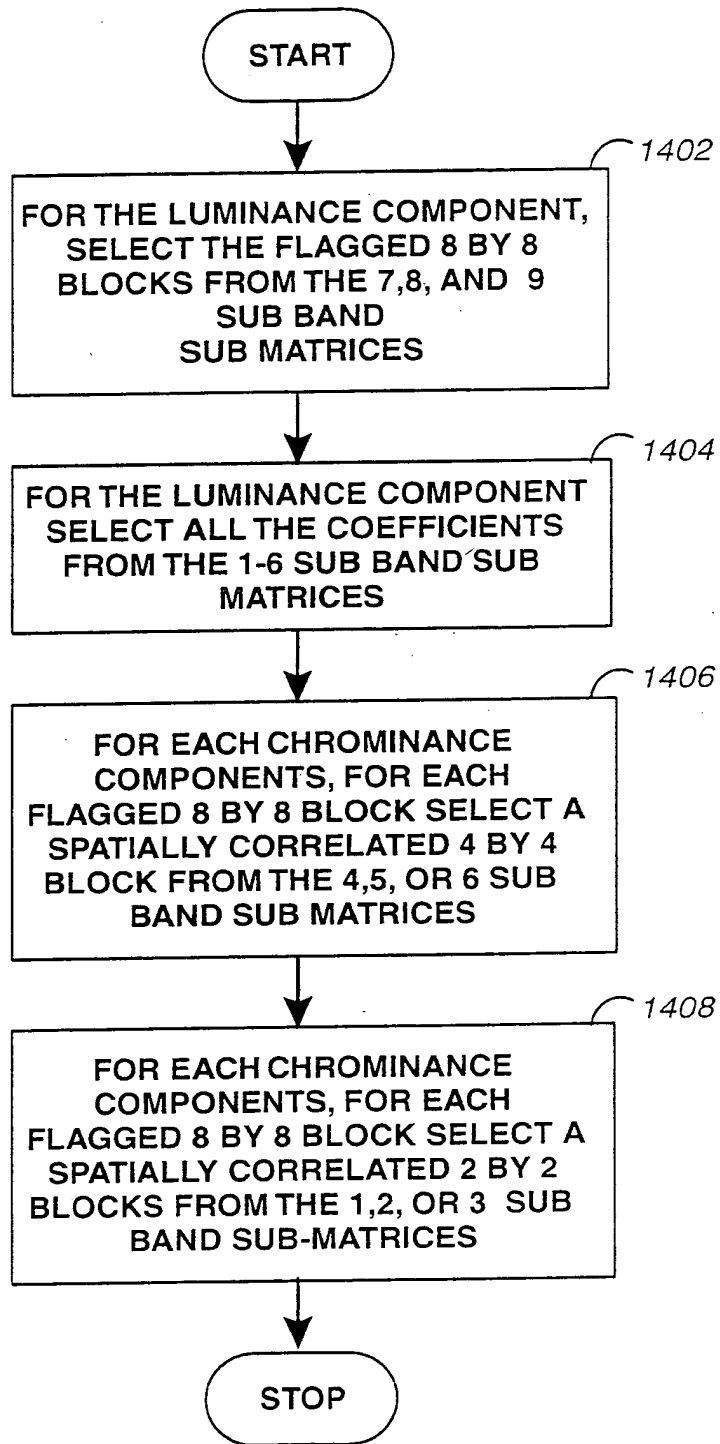 START
1402
FOR THE LUMINANCE COMPONENT,
SELECT THE FLAGGED 8 BY 8
BLOCKS FROM THE 7,8, AND 9
SUB BAND
SUB MATRICES
1404
FOR THE LUMINANCE COMPONENT
SELECT ALL THE COEFFICIENTS
FROM THE 1-6 SUB BAND SUB
MATRICES
1406
FOR EACH CHROMINANCE
COMPONENTS, FOR EACH
FLAGGED 8 BY 8 BLOCK SELECT A
SPATIALLY CORRELATED 4 BY 4
BLOCK FROM THE 4,5, OR 6 SUB
BAND SUB MATRICES
1408
FOR EACH CHROMINANCE
COMPONENTS, FOR EACH
FLAGGED 8 BY 8 BLOCK SELECT A
SPATIALLY CORRELATED 2 BY 2
BLOCKS FROM THE 1,2, OR 3 SUB
BAND SUB-MATRICES
STOP